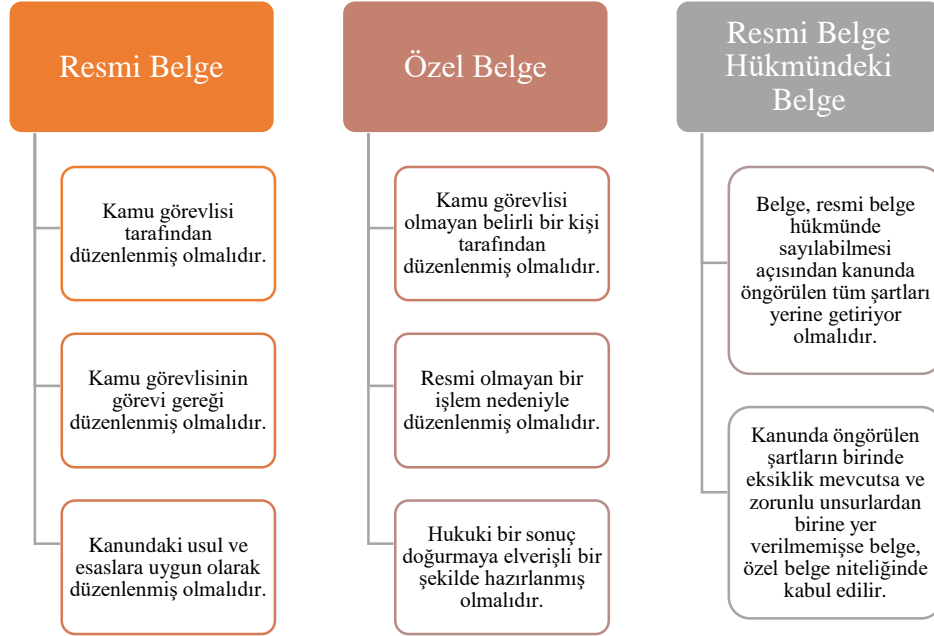 Resmi Belge
Kamu görevlisi
tarafından
düzenlenmiş olmalıdır.
Kamu görevlisinin
görevi gereği
düzenlenmiş olmalıdır.
Kanundaki usul ve
esaslara uygun olarak
düzenlenmiş olmalıdır.
Özel Belge
Kamu görevlisi
olmayan belirli bir kişi
tarafından
düzenlenmiş olmalıdır.
Resmi olmayan bir
işlem nedeniyle
düzenlenmiş olmalıdır.
Hukuki bir sonuç
doğurmaya elverişli bir
şekilde hazırlanmış
olmalıdır.
Resmi Belge
Hükmündeki
Belge
Belge, resmi belge
hükmünde
sayılabilmesi
açısından kanunda
öngörülen tüm şartları
yerine getiriyor
olmalıdır.
Kanunda öngörülen
şartların birinde
eksiklik mevcutsa ve
zorunlu unsurlardan
birine yer
verilmemişse belge,
özel belge niteliğinde
kabul edilir.